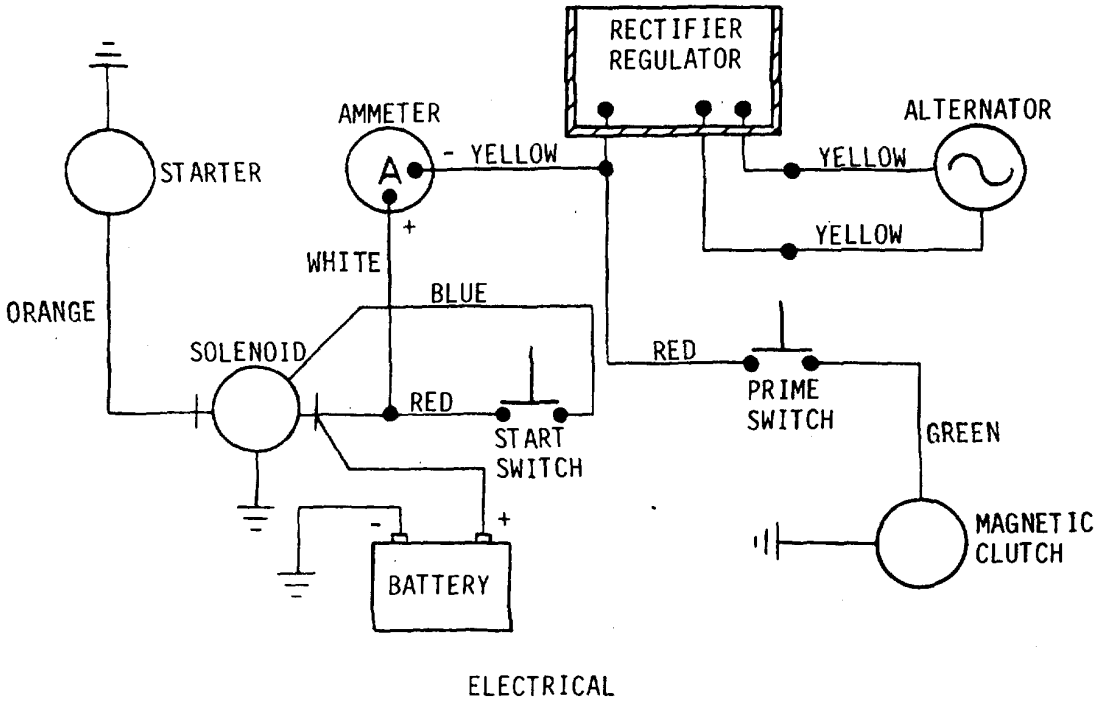 RECTIFIER
REGULATOR
AMMETER
ALTERNATOR
STARTER
A
- YELLOW
YELLOW
+
YELLOW
WHITE
BLUE
ORANGE
SOLENOID
RED
RED
PRIME
SWITCH
START
SWITCH
GREEN
- +
MAGNETIC
CLUTCH
BATTERY
ELECTRICAL